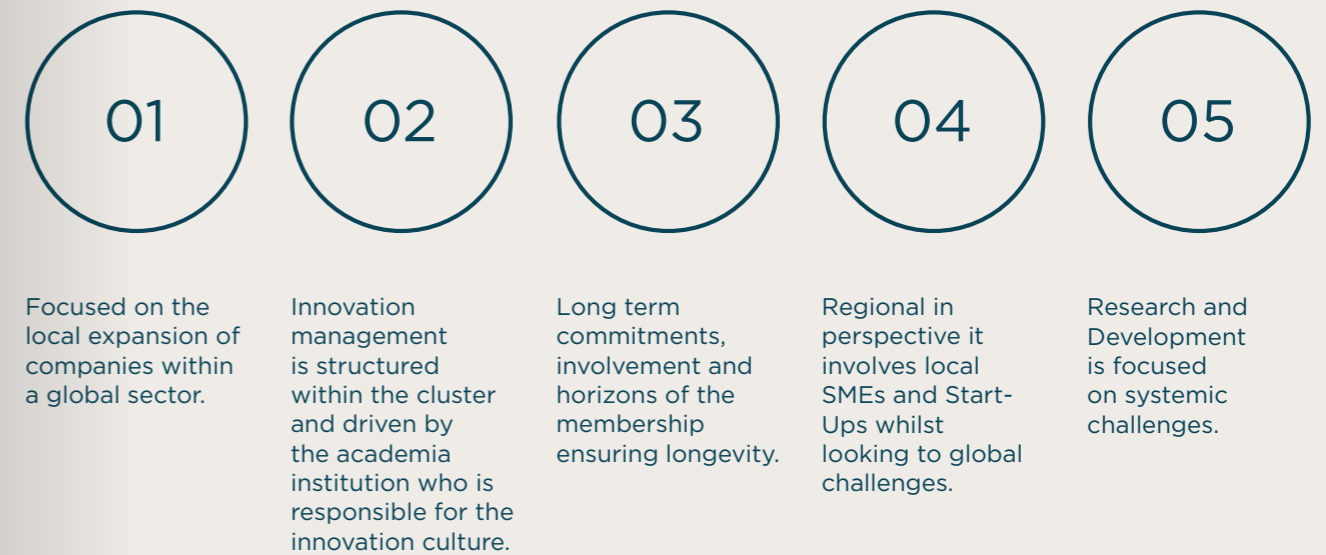 01
Focused on the
local expansion of
companies within
a global sector.
02
Innovation
management
is structured
within the cluster
and driven by
the academia
institution who is
responsible for the
innovation culture.
03
Long term
commitments,
involvement and
horizons of the
membership
ensuring longevity.
04
Regional in
perspective it
involves local
SMEs and Start-
Ups whilst
looking to global
challenges.
05
Research and
Development
is focused
on systemic
challenges.